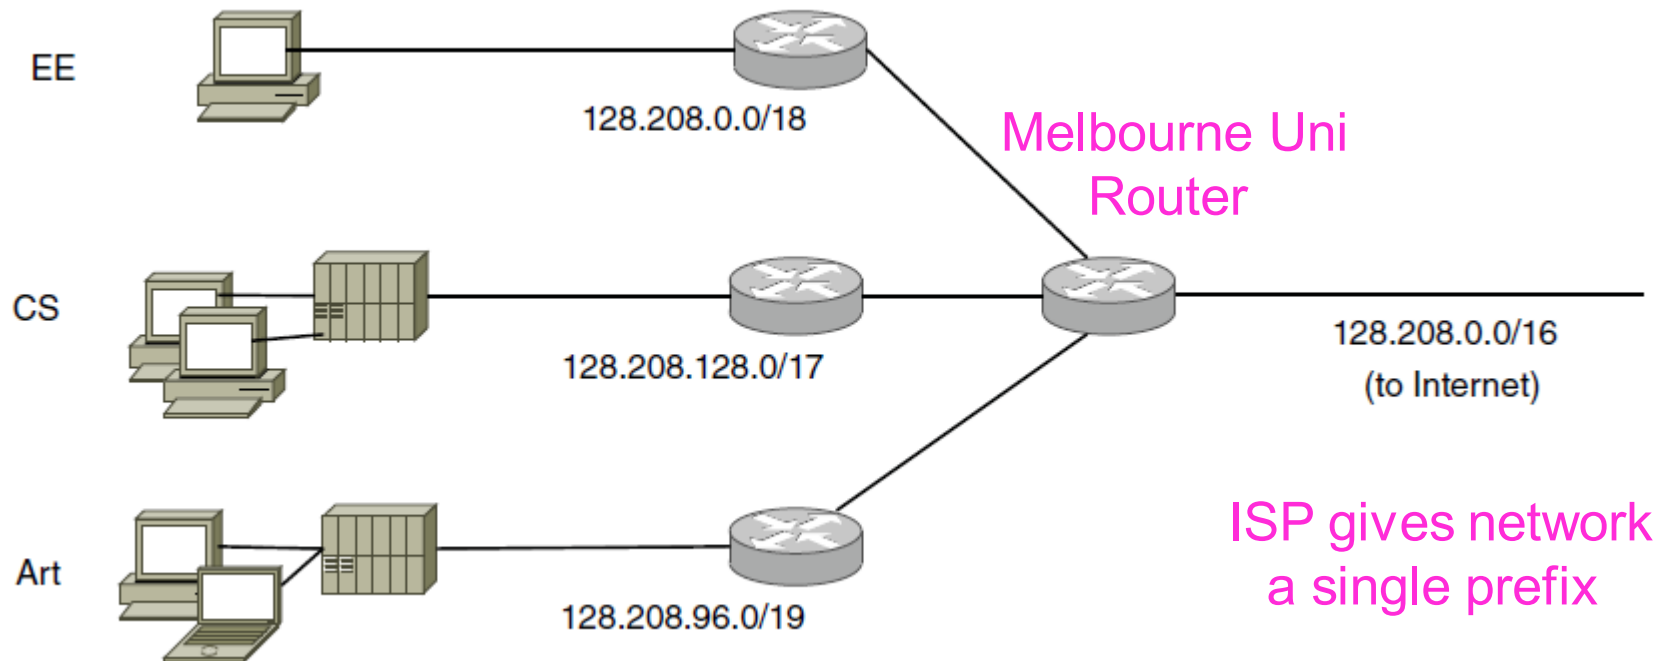 EE
128.208.0.0/18
Melbourne Uni
Router
CS
128.208.128.0/17
128.208.0.0/16
(to Internet)
Art
128.208.96.0/19
ISP gives network
a single prefix